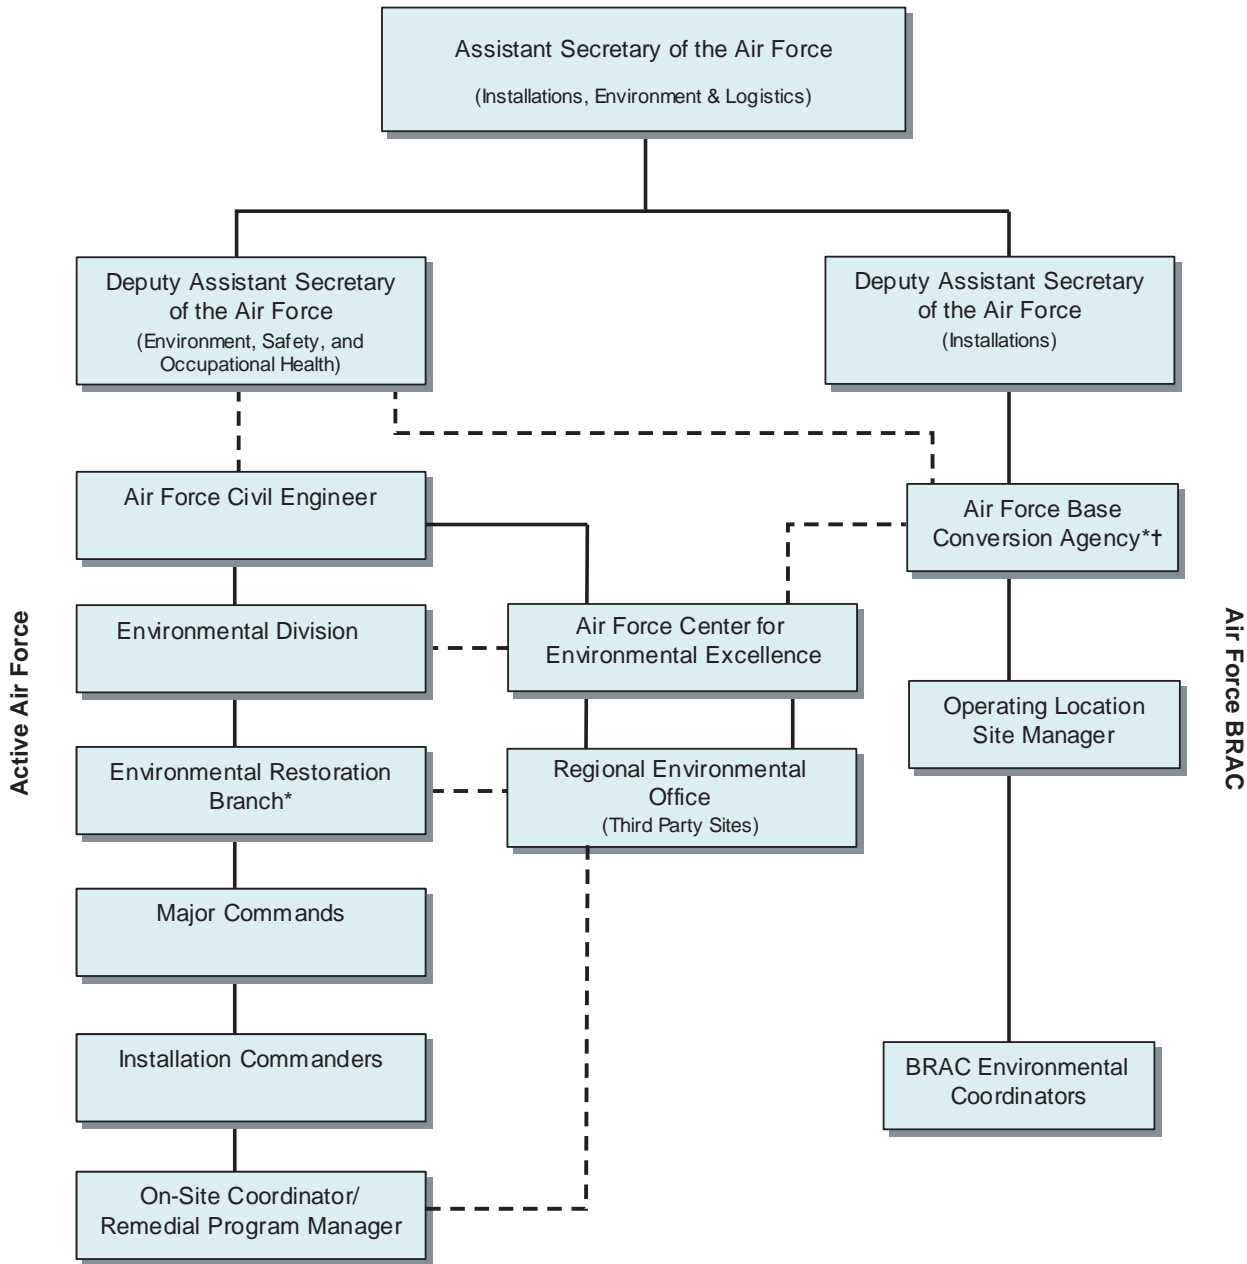 Assistant Secretary of the Air Force
(Installations, Environment & Logistics)
Deputy Assistant Secretary
of the Air Force
(Environment, Safety, and
Occupational Health)
Deputy Assistant Secretary
of the Air Force
(Installations)
Air Force Civil Engineer
Air Force Base
Conversion Agency*†
Environmental Division
Air Force Center for
Environmental Excellence
Active Air Force
Air Force BRAC
Operating Location
Site Manager
Environmental Restoration
Branch*
Regional Environmental
Office
(Third Party Sites)
Major Commands
Installation Commanders
BRAC Environmental
Coordinators
On-Site Coordinator/
Remedial Program Manager